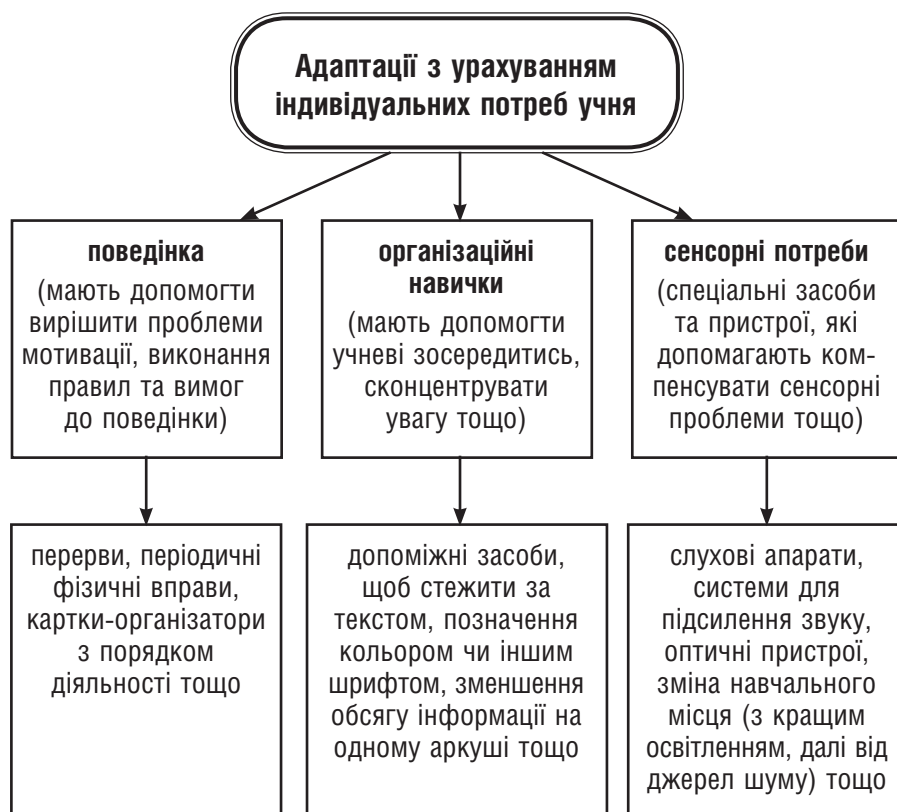 Адаптації з урахуванням
індивідуальних потреб учня
поведінка
(мають допомогти
вирішити проблеми
мотивації, виконання
правил та вимог
до поведінки)
організаційні
навички
(мають допомогти
учневі зосередитись,
сконцентрувати
увагу тощо)
сенсорні потреби
(спеціальні засоби
та пристрої, які
допомагають ком-
пенсувати сенсорні
проблеми тощо)
перерви, періодичні
фізичні вправи,
картки-організатори
з порядком
діяльності тощо
допоміжні засоби,
щоб стежити за
текстом, позначення
кольором чи іншим
шрифтом, зменшення
обсягу інформації на
одному аркуші тощо
слухові апарати,
системи для
підсилення звуку,
оптичні пристрої,
зміна навчального
місця (з кращим
освітленням, далі від
джерел шуму) тощо